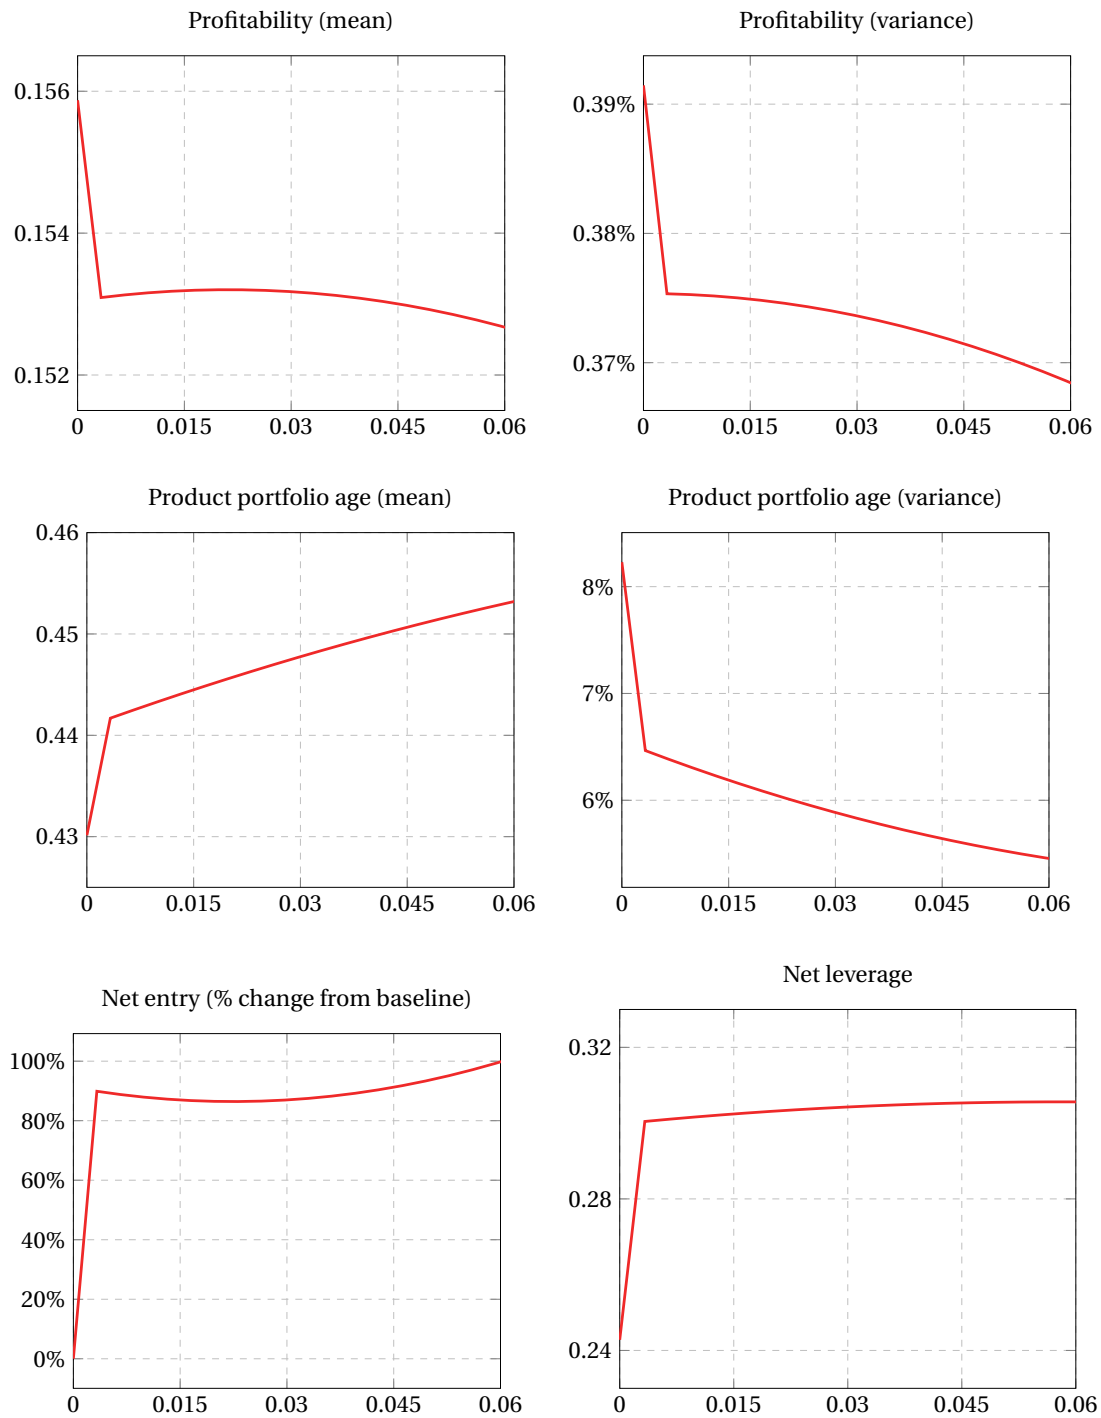 Profitability (mean)
0.156
0.154
0.152
0 0.015 0.03 0.045 0.06
Profitability (variance)
0.39%
0.38%
0.37%
0 0.015 0.03 0.045 0.06
Product portfolio age (mean)
0.46
0.45
0.44
0.43
0 0.015 0.03 0.045 0.06
Product portfolio age (variance)
8%
7%
6%
0 0.015 0.03 0.045 0.06
Net entry (% change from baseline)
100%
80%
60%
40%
20%
0%
0 0.015 0.03 0.045 0.06
Net leverage
0.32
0.28
0.24
0 0.015 0.03 0.045 0.06